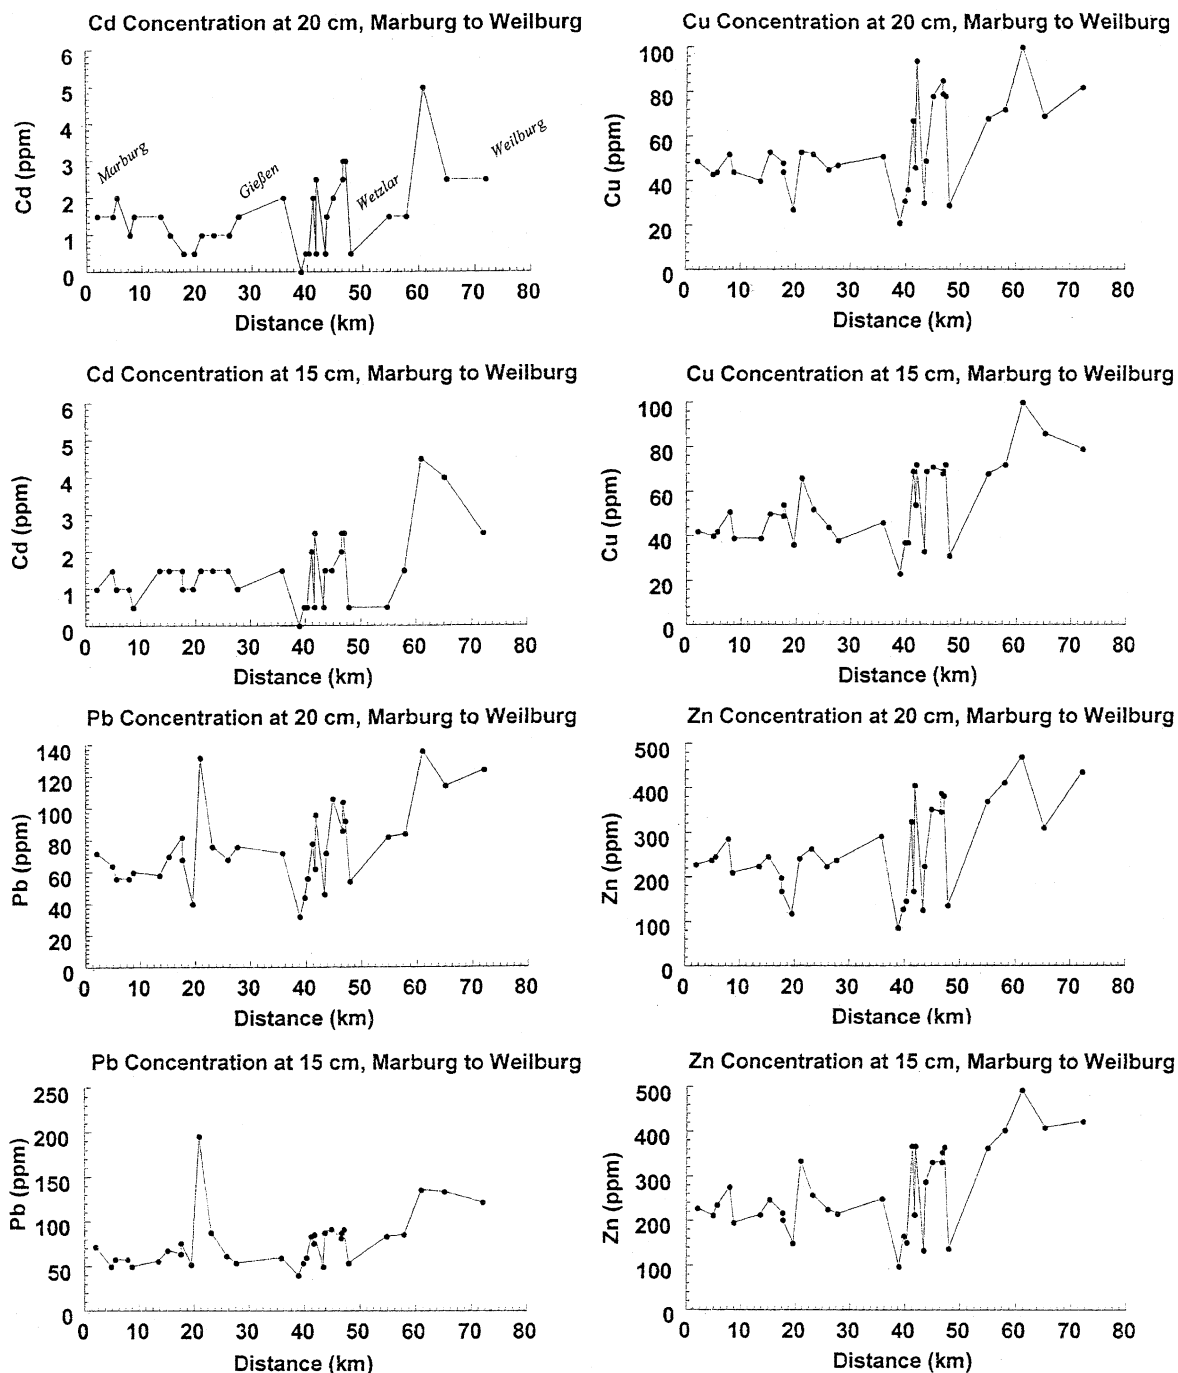 Cd Concentration at 20 cm, Marburg to Weilburg
6
5
4
3
2
1
0
Cd (ppm)
Marburg
Gießen
Wetzlar
Weilburg
0 10 20 30 40 50 60 70 80
Distance (km)
Cu Concentration at 20 cm, Marburg to Weilburg
100
80
60
40
20
0
Cu (ppm)
0 10 20 30 40 50 60 70 80
Distance (km)
Cd Concentration at 15 cm, Marburg to Weilburg
6
5
4
3
2
1
0
Cd (ppm)
0 10 20 30 40 50 60 70 80
Distance (km)
Cu Concentration at 15 cm, Marburg to Weilburg
100
80
60
40
20
0
Cu (ppm)
0 10 20 30 40 50 60 70 80
Distance (km)
Pb Concentration at 20 cm, Marburg to Weilburg
140
120
100
80
60
40
20
0
Pb (ppm)
0 10 20 30 40 50 60 70 80
Distance (km)
Zn Concentration at 20 cm, Marburg to Weilburg
500
400
300
200
100
0
Zn (ppm)
0 10 20 30 40 50 60 70 80
Distance (km)
Pb Concentration at 15 cm, Marburg to Weilburg
250
200
150
100
50
0
Pb (ppm)
0 10 20 30 40 50 60 70 80
Distance (km)
Zn Concentration at 15 cm, Marburg to Weilburg
500
400
300
200
100
0
Zn (ppm)
0 10 20 30 40 50 60 70 80
Distance (km)